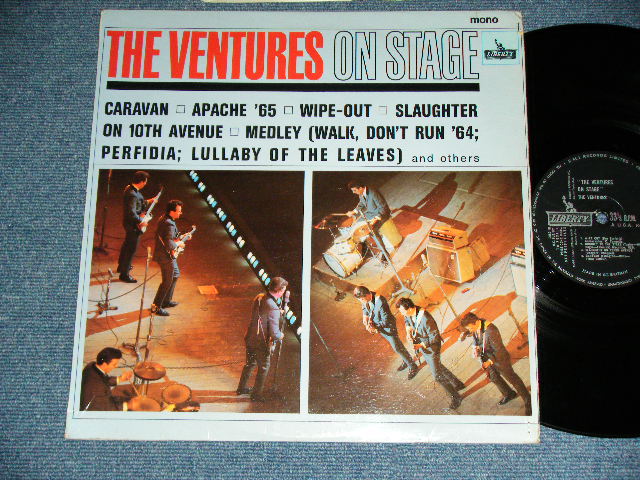 mono
THE VENTURES ON STAGE
LIBERTY
CARAVAN □ APACHE '65 □ WIPE-OUT □ SLAUGHTER
ON 10TH AVENUE □ MEDLEY (WALK, DON'T RUN '64;
PERFIDIA; LULLABY OF THE LEAVES) and others
"THE VENTURES
ON STAGE"
THE VENTURES
LIBERTY
33⅓ R.P.M.
MADE IN GT. BRITAIN